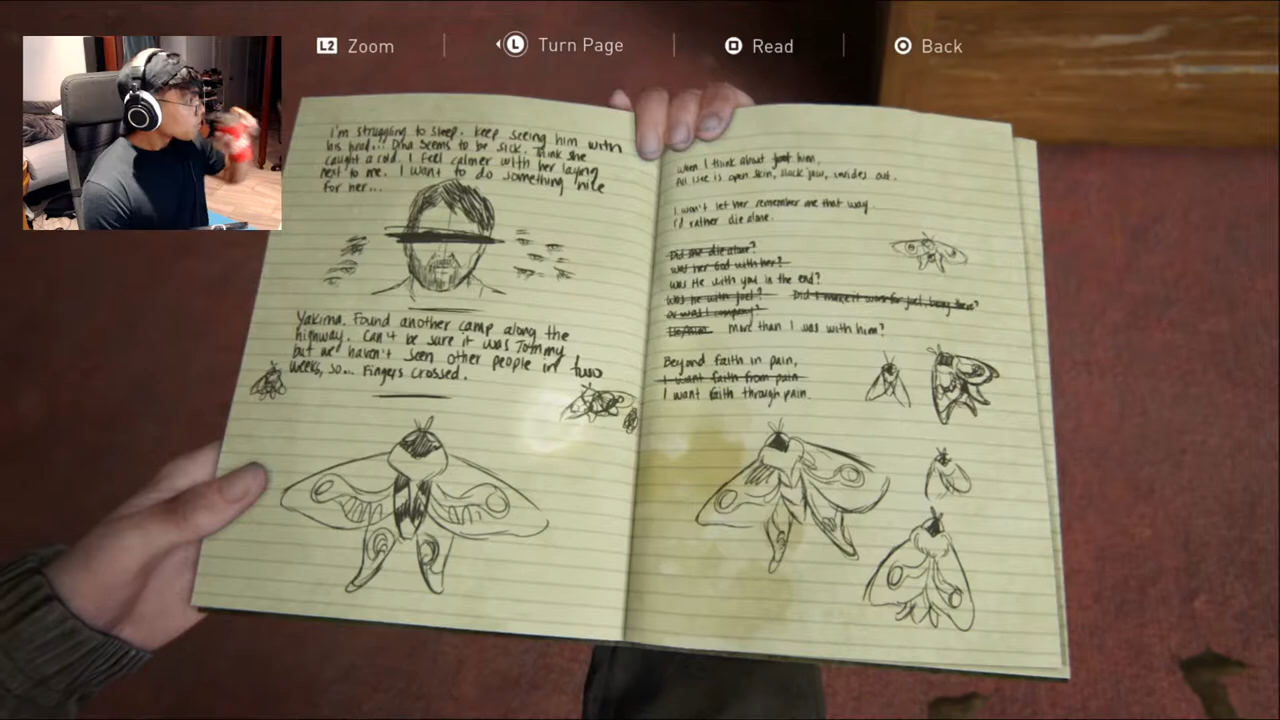 L2 Zoom
L Turn Page
Read
Back
I'm struggling to sleep. Keep seeing him with
his head... Dina seems to be sick. Think she
caught a cold. I feel calmer with her laying
next to me. I want to do something nice
for her...
Yakima. Found another camp along the
highway. Can't be sure it was Tommy
but we haven't seen other people in two
weeks, so... Fingers crossed.
When I think about him,
All I see is open skin, slack jaw, insides out.
I won't let her remember me that way.
I'd rather die alone.
Did she die alone?
Was her God with her?
Was He with you in the end?
Was he with Joel? Did I make it worse for Joel, being there?
Or was I company?
More than I was with him?
Beyond faith in pain,
I want faith from pain
I want faith through pain.